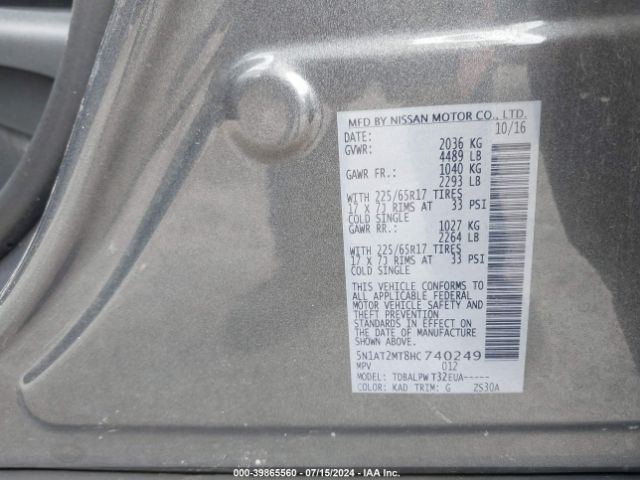 MFD BY NISSAN MOTOR CO., LTD.
DATE: 10/16
GVWR: 2036 KG
4489 LB
GAWR FR.: 1040 KG
2293 LB
WITH 225/65R17 TIRES
17 X 7J RIMS AT 33 PSI
COLD SINGLE
GAWR RR.: 1027 KG
2264 LB
WITH 225/65R17 TIRES
17 X 7J RIMS AT 33 PSI
COLD SINGLE
THIS VEHICLE CONFORMS TO
ALL APPLICABLE FEDERAL
MOTOR VEHICLE SAFETY AND
THEFT PREVENTION
STANDARDS IN EFFECT ON
THE DATE OF MANUFACTURE
SHOWN ABOVE.
5N1AT2MT8HC740249
MPV 012
MODEL: TDBALPW T32EUA-----
COLOR: KAD TRIM: G ZS30A
000-39865560 - 07/15/2024 - IAA Inc.